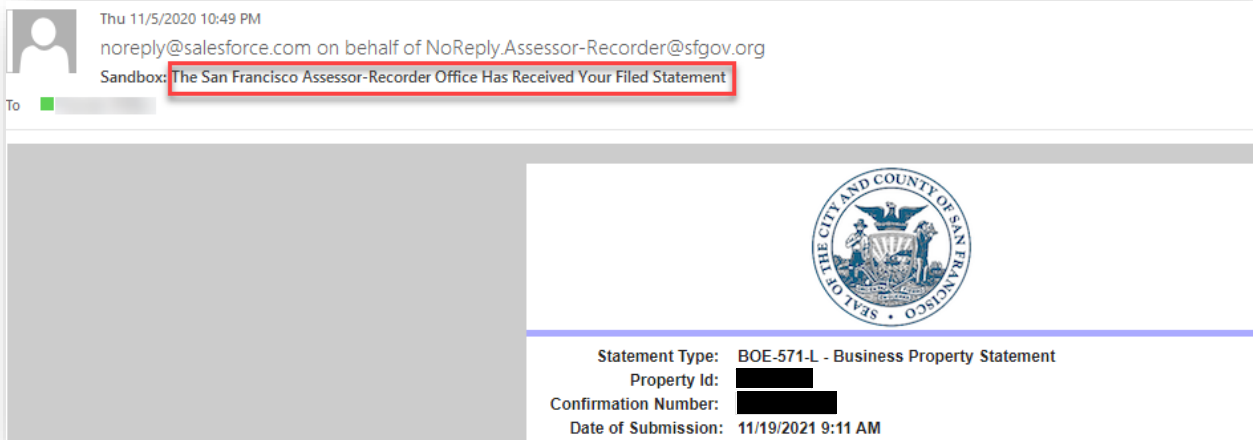 Thu 11/5/2020 10:49 PM
noreply@salesforce.com on behalf of NoReply.Assessor-Recorder@sfgov.org
Sandbox: The San Francisco Assessor-Recorder Office Has Received Your Filed Statement
To
SEAL OF THE CITY AND COUNTY OF SAN FRANCISCO
Statement Type: BOE-571-L - Business Property Statement
Property Id:
Confirmation Number:
Date of Submission: 11/19/2021 9:11 AM